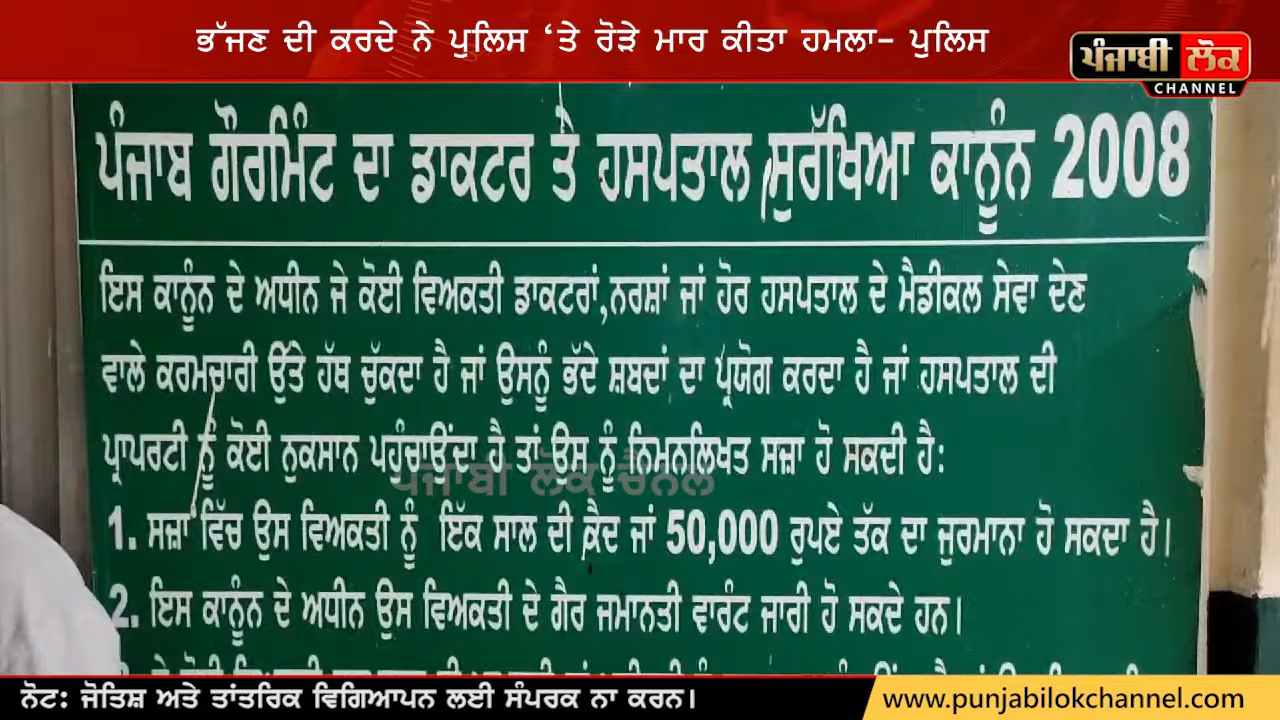 ਭੱਜਣ ਦੀ ਕਰਦੇ ਨੇ ਪੁਲਿਸ ‘ਤੇ ਰੋੜੇ ਮਾਰ ਕੀਤਾ ਹਮਲਾ- ਪੁਲਿਸ
ਪੰਜਾਬੀ ਲੋਕ
CHANNEL
ਪੰਜਾਬ ਗੌਰਮਿੰਟ ਦਾ ਡਾਕਟਰ ਤੇ ਹਸਪਤਾਲ ਸੁਰੱਖਿਆ ਕਾਨੂੰਨ 2008
ਇਸ ਕਾਨੂੰਨ ਦੇ ਅਧੀਨ ਜੇ ਕੋਈ ਵਿਅਕਤੀ ਡਾਕਟਰਾਂ,ਨਰਸ਼ਾਂ ਜਾਂ ਹੋਰ ਹਸਪਤਾਲ ਦੇ ਮੈਡੀਕਲ ਸੇਵਾ ਦੇਣ
ਵਾਲੇ ਕਰਮਚਾਰੀ ਉੱਤੇ ਹੱਥ ਚੁੱਕਦਾ ਹੈ ਜਾਂ ਉਸਨੂੰ ਭੱਦੇ ਸ਼ਬਦਾਂ ਦਾ ਪ੍ਰਯੋਗ ਕਰਦਾ ਹੈ ਜਾਂ ਹਸਪਤਾਲ ਦੀ
ਪ੍ਰਾਪਰਟੀ ਨੂੰ ਕੋਈ ਨੁਕਸਾਨ ਪਹੁੰਚਾਉਂਦਾ ਹੈ ਤਾਂ ਉਸ ਨੂੰ ਨਿਮਨਲਿਖਤ ਸਜ਼ਾ ਹੋ ਸਕਦੀ ਹੈ:
ਪੰਜਾਬੀ ਲੋਕ ਚੈਨਲ
1. ਸਜ਼ਾਂ ਵਿੱਚ ਉਸ ਵਿਅਕਤੀ ਨੂੰ ਇੱਕ ਸਾਲ ਦੀ ਕੈਦ ਜਾਂ 50,000 ਰੁਪਏ ਤੱਕ ਦਾ ਜੁਰਮਾਨਾ ਹੋ ਸਕਦਾ ਹੈ।
2. ਇਸ ਕਾਨੂੰਨ ਦੇ ਅਧੀਨ ਉਸ ਵਿਅਕਤੀ ਦੇ ਗੈਰ ਜਮਾਨਤੀ ਵਾਰੰਟ ਜਾਰੀ ਹੋ ਸਕਦੇ ਹਨ।
ਨੋਟ: ਜੋਤਿਸ਼ ਅਤੇ ਤਾਂਤਰਿਕ ਵਿਗਿਆਪਨ ਲਈ ਸੰਪਰਕ ਨਾ ਕਰਨ।
www.punjabilokchannel.com